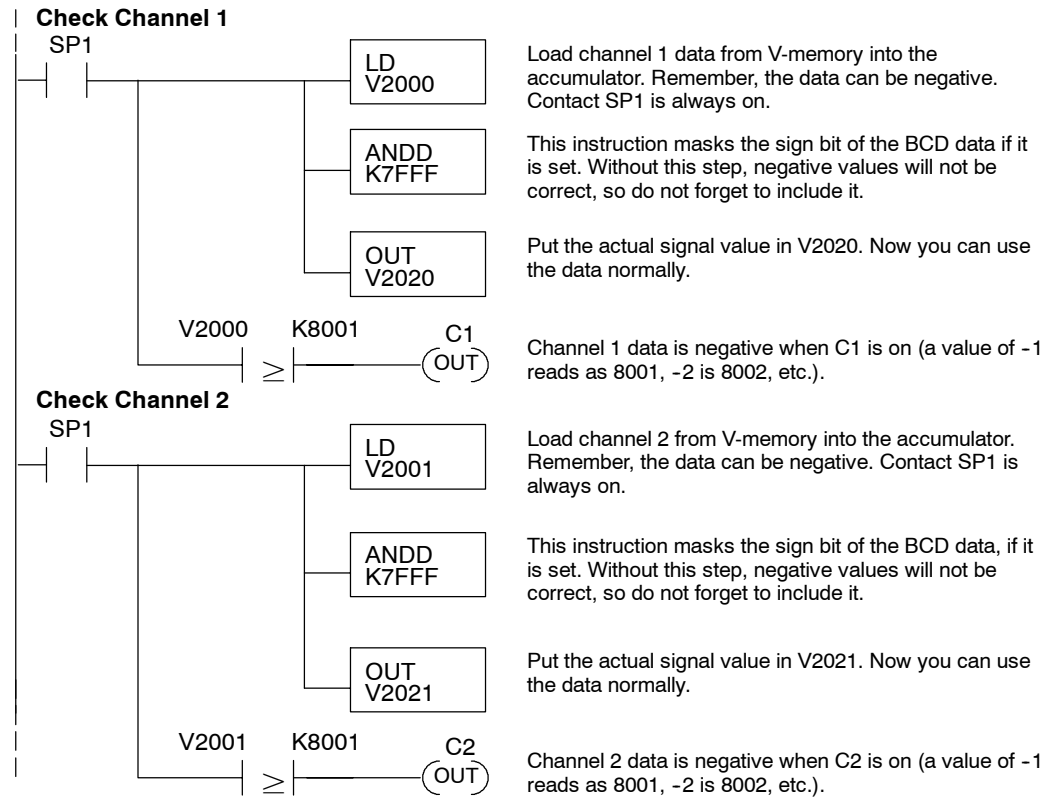 Check Channel 1
SP1
LD
V2000
Load channel 1 data from V-memory into the
accumulator. Remember, the data can be negative.
Contact SP1 is always on.
ANDD
K7FFF
This instruction masks the sign bit of the BCD data if it
is set. Without this step, negative values will not be
correct, so do not forget to include it.
OUT
V2020
Put the actual signal value in V2020. Now you can use
the data normally.
V2000 K8001 C1
≥ OUT
Channel 1 data is negative when C1 is on (a value of -1
reads as 8001, -2 is 8002, etc.).
Check Channel 2
SP1
LD
V2001
Load channel 2 from V-memory into the accumulator.
Remember, the data can be negative. Contact SP1 is
always on.
ANDD
K7FFF
This instruction masks the sign bit of the BCD data, if it
is set. Without this step, negative values will not be
correct, so do not forget to include it.
OUT
V2021
Put the actual signal value in V2021. Now you can use
the data normally.
V2001 K8001 C2
≥ OUT
Channel 2 data is negative when C2 is on (a value of -1
reads as 8001, -2 is 8002, etc.).